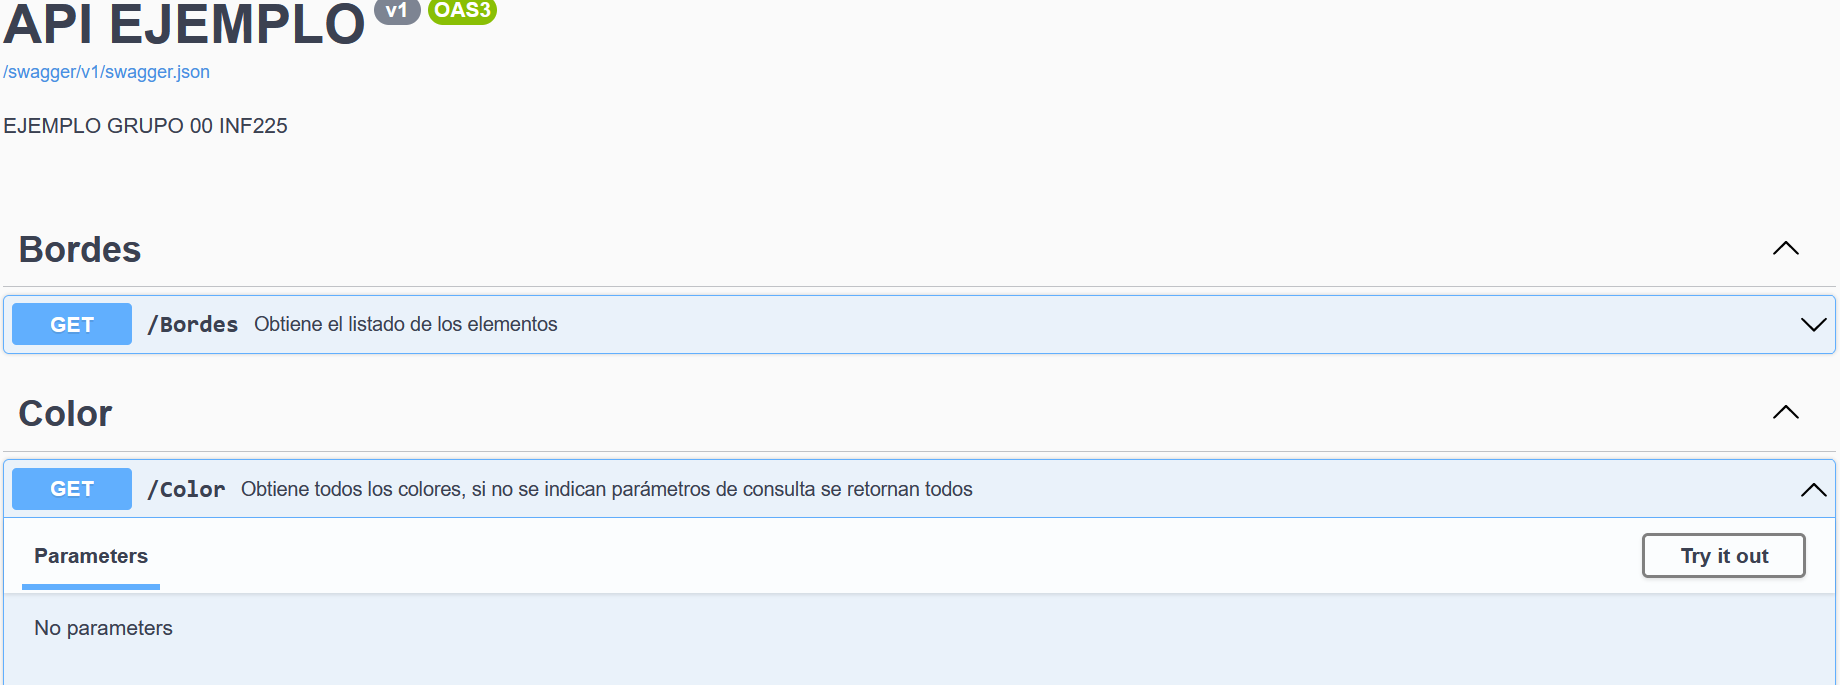 API EJEMPLO v1 OAS3
/swagger/v1/swagger.json
EJEMPLO GRUPO 00 INF225
Bordes
GET /Bordes Obtiene el listado de los elementos
Color
GET /Color Obtiene todos los colores, si no se indican parámetros de consulta se retornan todos
Parameters Try it out
No parameters